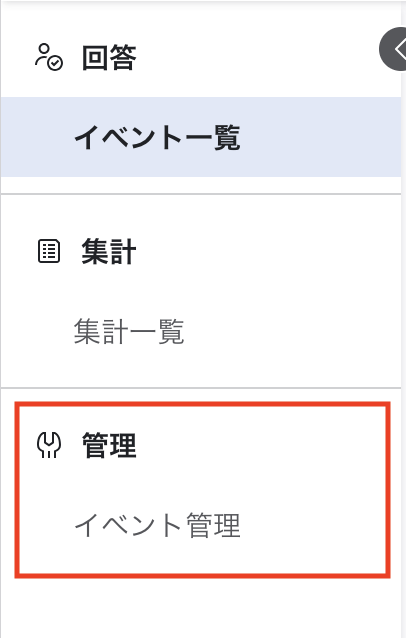 回答
イベント一覧
集計
集計一覧
管理
イベント管理